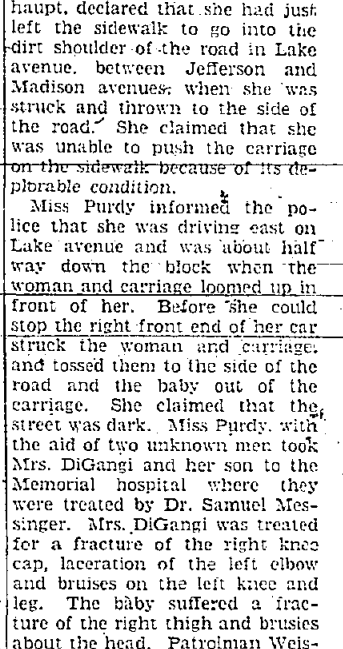 haupt, declared that she had just
left the sidewalk to go into the
dirt shoulder of the road in Lake
avenue, between Jefferson and
Madison avenues, when she was
struck and thrown to the side of
the road. She claimed that she
was unable to push the carriage
on the sidewalk because of its de-
plorable condition.
Miss Purdy informed the po-
lice that she was driving east on
Lake avenue and was about half
way down the block when the
woman and carriage loomed up in
front of her. Before she could
stop the right front end of her car
struck the woman and carriage,
and tossed them to the side of the
road and the baby out of the
carriage. She claimed that the
street was dark. Miss Purdy, with
the aid of two unknown men took
Mrs. DiGangi and her son to the
Memorial hospital where they
were treated by Dr. Samuel Mes-
singer. Mrs. DiGangi was treated
for a fracture of the right knee
cap, laceration of the left elbow
and bruises on the left knee and
leg. The baby suffered a frac-
ture of the right thigh and brusies
about the head. Patrolman Weis-